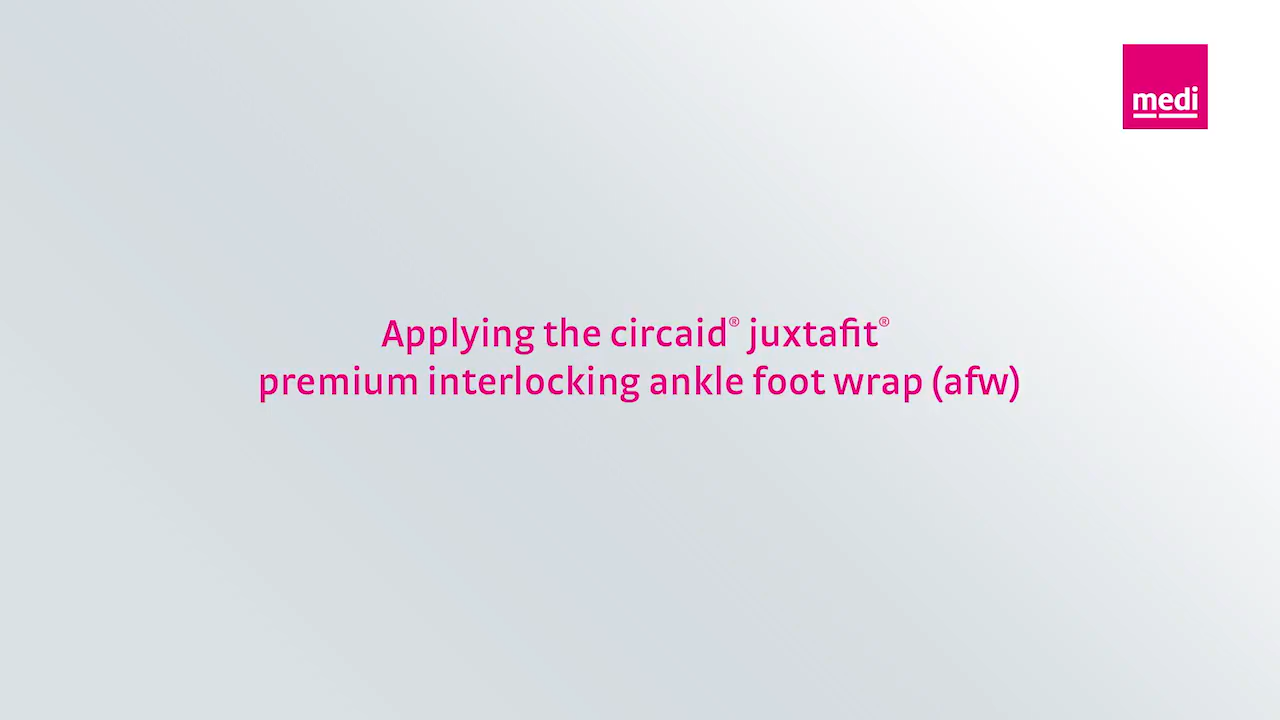 medi
Applying the circaid® juxtafit®
premium interlocking ankle foot wrap (afw)